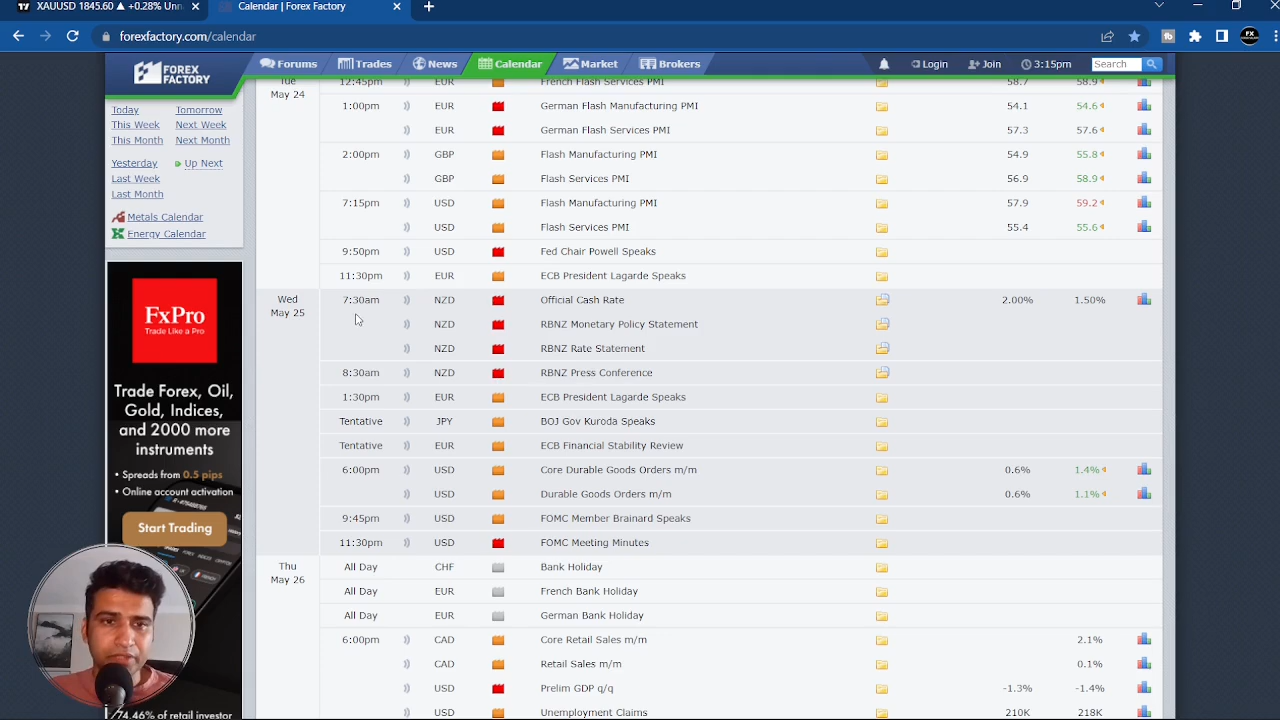 XAUUSD 1845.60 ▲ +0.28% Unn
Calendar | Forex Factory
forexfactory.com/calendar
FOREX FACTORY
Forums
Trades
News
Calendar
Market
Brokers
Login
Join
3:15pm
Search
Today Tomorrow
This Week Next Week
This Month Next Month
Yesterday Up Next
Last Week
Last Month
Metals Calendar
Energy Calendar
FxPro
Trade Like a Pro
Trade Forex, Oil,
Gold, Indices,
and 2000 more
instruments
• Spreads from 0.5 pips
• Online account activation
Start Trading
74.46% of retail investor
Tue
May 24
12:45pm EUR French Flash Services PMI 58.7 58.9
1:00pm EUR German Flash Manufacturing PMI 54.1 54.6
EUR German Flash Services PMI 57.3 57.6
2:00pm GBP Flash Manufacturing PMI 54.9 55.8
GBP Flash Services PMI 56.9 58.9
7:15pm USD Flash Manufacturing PMI 57.9 59.2
USD Flash Services PMI 55.4 55.6
9:50pm USD Fed Chair Powell Speaks
11:30pm EUR ECB President Lagarde Speaks
Wed
May 25
7:30am NZD Official Cash Rate 2.00% 1.50%
NZD RBNZ Monetary Policy Statement
NZD RBNZ Rate Statement
8:30am NZD RBNZ Press Conference
1:30pm EUR ECB President Lagarde Speaks
Tentative JPY BOJ Gov Kuroda Speaks
Tentative EUR ECB Financial Stability Review
6:00pm USD Core Durable Goods Orders m/m 0.6% 1.4%
USD Durable Goods Orders m/m 0.6% 1.1%
9:45pm USD FOMC Member Brainard Speaks
11:30pm USD FOMC Meeting Minutes
Thu
May 26
All Day CHF Bank Holiday
All Day EUR French Bank Holiday
All Day EUR German Bank Holiday
6:00pm CAD Core Retail Sales m/m 2.1%
CAD Retail Sales m/m 0.1%
USD Prelim GDP q/q -1.3% -1.4%
USD Unemployment Claims 210K 218K